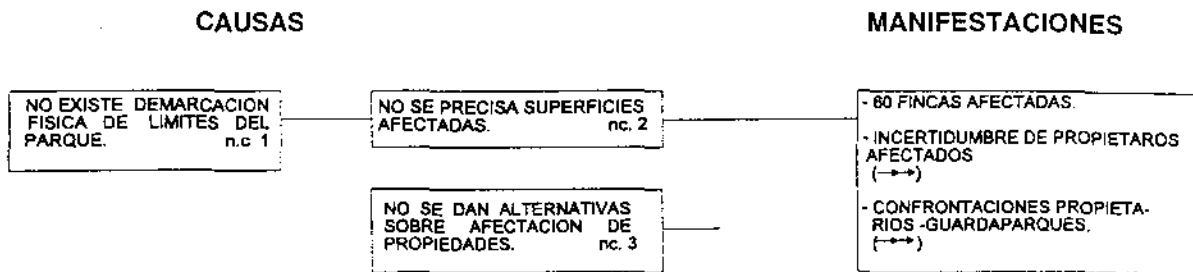 CAUSAS
MANIFESTACIONES
NO EXISTE DEMARCACION
FISICA DE LIMITES DEL
PARQUE. n.c 1
NO SE PRECISA SUPERFICIES
AFECTADAS. nc. 2
NO SE DAN ALTERNATIVAS
SOBRE AFECTACION DE
PROPIEDADES. nc. 3
- 60 FINCAS AFECTADAS.
- INCERTIDUMBRE DE PROPIETAROS
AFECTADOS
(→→)
- CONFRONTACIONES PROPIETA-
RIOS -GUARDAPARQUES.
(→→)